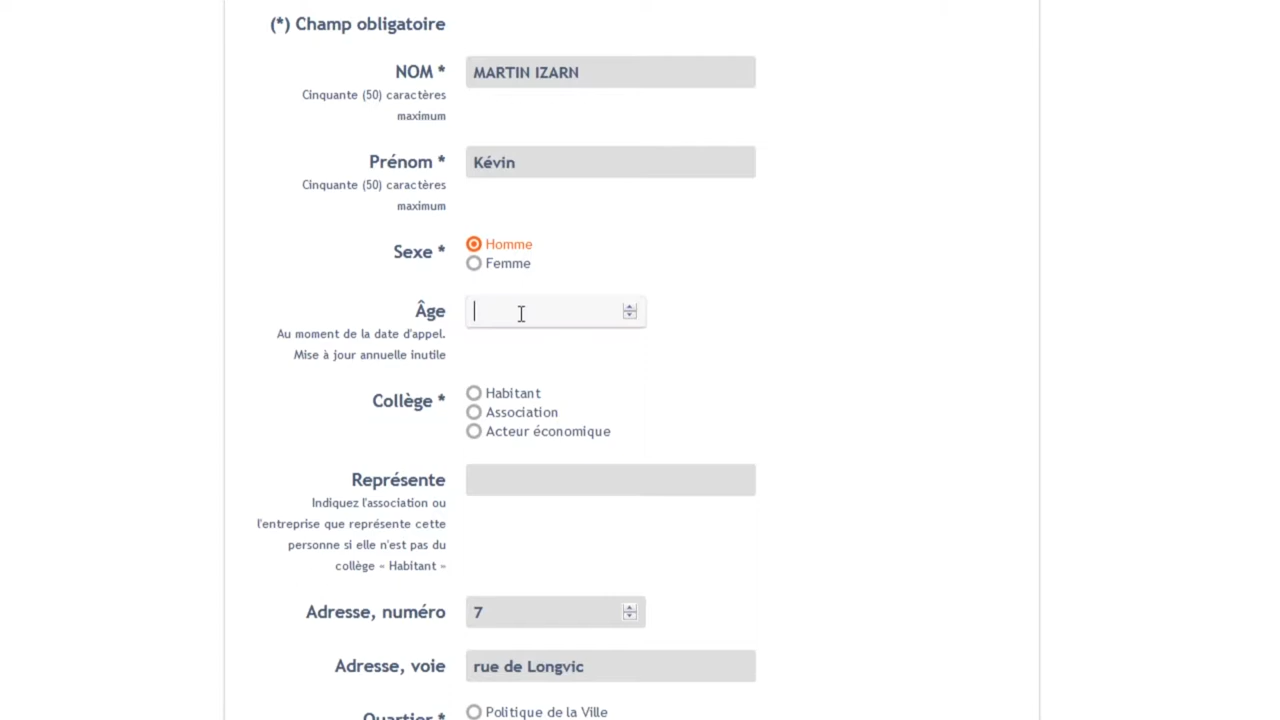 (*) Champ obligatoire
NOM *
MARTIN IZARN
Cinquante (50) caractères
maximum
Prénom *
Kévin
Cinquante (50) caractères
maximum
Sexe *
Homme
Femme
Âge
Au moment de la date d'appel.
Mise à jour annuelle inutile
Collège *
Habitant
Association
Acteur économique
Représente
Indiquez l'association ou
l'entreprise que représente cette
personne si elle n'est pas du
collège « Habitant »
Adresse, numéro
7
Adresse, voie
rue de Longvic
Quartier *
Politique de la Ville